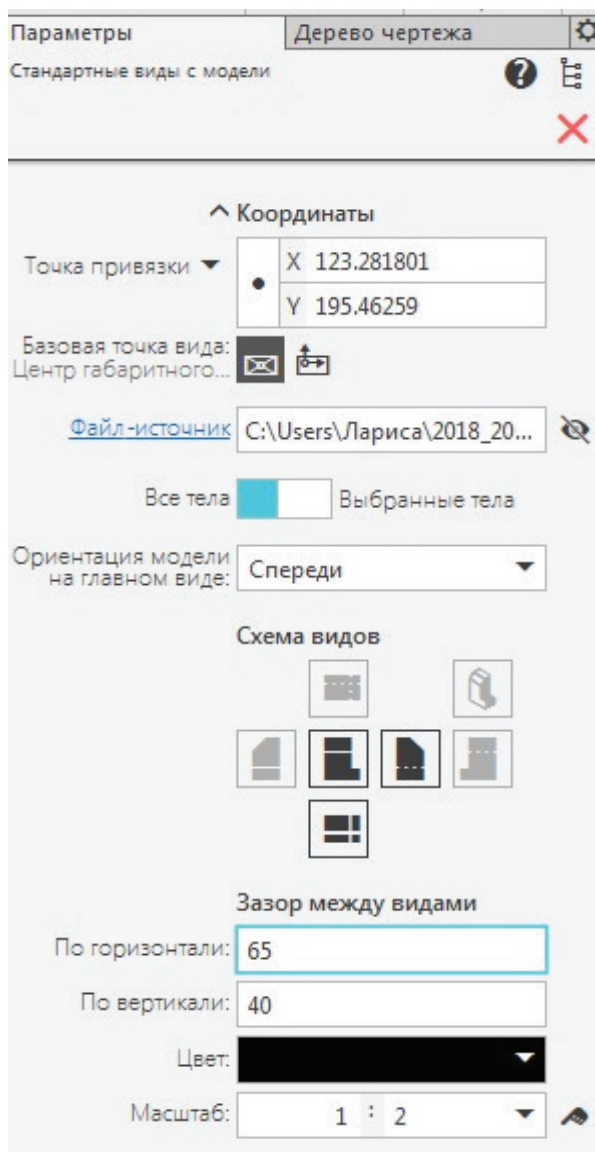 Параметры
Дерево чертежа
Стандартные виды с модели
?
Координаты
Точка привязки
X 123.281801
Y 195.46259
Базовая точка вида:
Центр габаритного...
Файл-источник C:\Users\Лариса\2018_20...
Все тела Выбранные тела
Ориентация модели
на главном виде:
Спереди
Схема видов
Зазор между видами
По горизонтали: 65
По вертикали: 40
Цвет:
Масштаб: 1 : 2